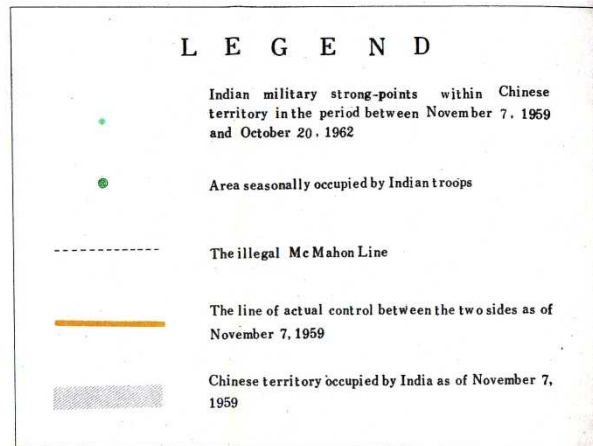 LEGEND
Indian military strong-points within Chinese
territory in the period between November 7, 1959
and October 20, 1962
Area seasonally occupied by Indian troops
The illegal McMahon Line
The line of actual control between the two sides as of
November 7, 1959
Chinese territory occupied by India as of November 7,
1959